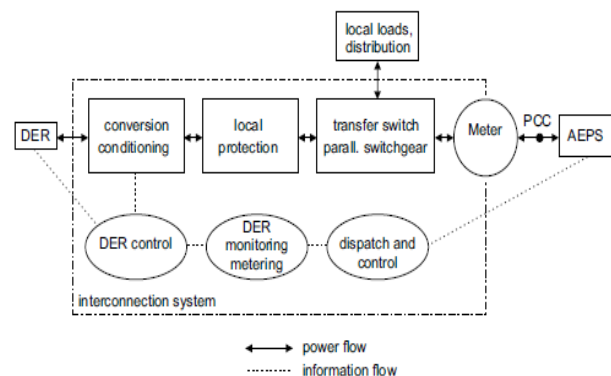 local loads,
distribution
DER
conversion
conditioning
local
protection
transfer switch
parall. switchgear
Meter
PCC
AEPS
DER control
DER
monitoring
metering
dispatch and
control
interconnection system
power flow
information flow